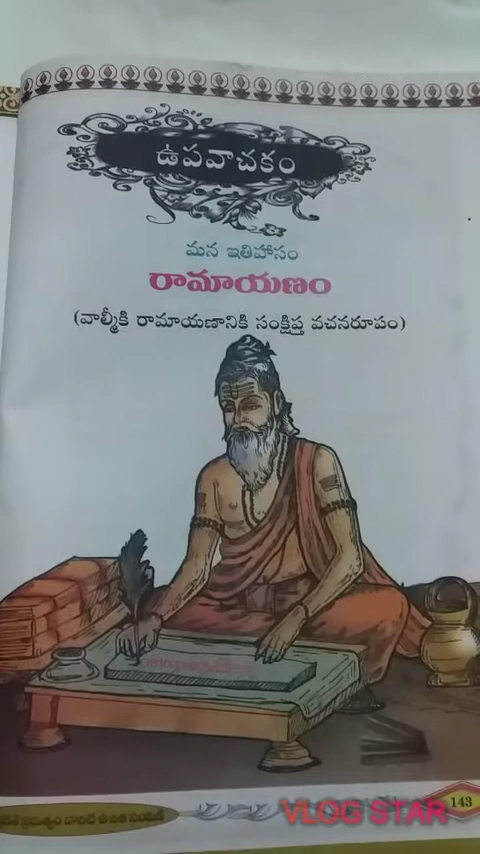 ఉపవాచకం
మన ఇతిహాసం
రామాయణం
(వాల్మీకి రామాయణానికి సంక్షిప్త వచనరూపం)
VLOG STAR
143